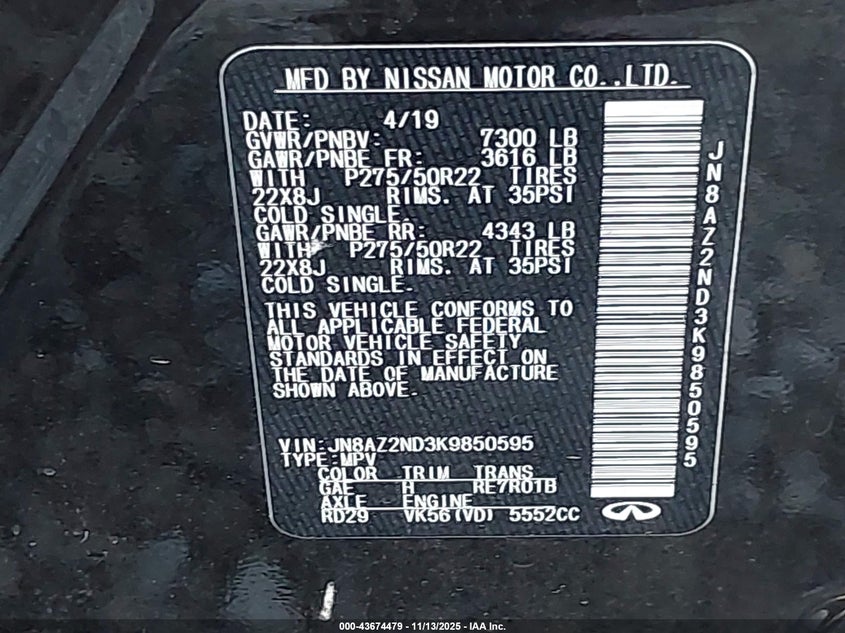 MFD BY NISSAN MOTOR CO.,LTD.
DATE: 4/19
GVWR/PNBV: 7300 LB
GAWR/PNBE FR: 3616 LB
WITH P275/50R22 TIRES
22X8J RIMS. AT 35PSI
COLD SINGLE.
GAWR/PNBE RR: 4343 LB
WITH P275/50R22 TIRES
22X8J RIMS. AT 35PSI
COLD SINGLE.
THIS VEHICLE CONFORMS TO
ALL APPLICABLE FEDERAL
MOTOR VEHICLE SAFETY
STANDARDS IN EFFECT ON
THE DATE OF MANUFACTURE
SHOWN ABOVE.
VIN:JN8AZ2ND3K9850595
TYPE:MPV
COLOR TRIM TRANS
GAF H RE7R01B
AXLE ENGINE
RD29 VK56(VD) 5552CC
JN8AZ2ND3K9850595
000-43674479 - 11/13/2025 - IAA Inc.